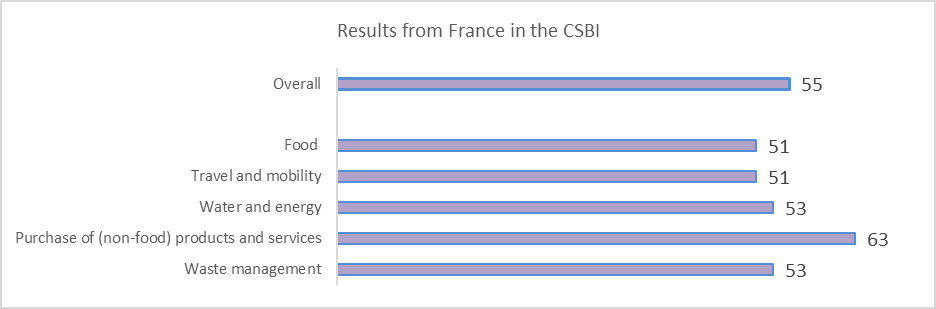 Results from France in the CSBI
Overall 55
Food 51
Travel and mobility 51
Water and energy 53
Purchase of (non-food) products and services 63
Waste management 53